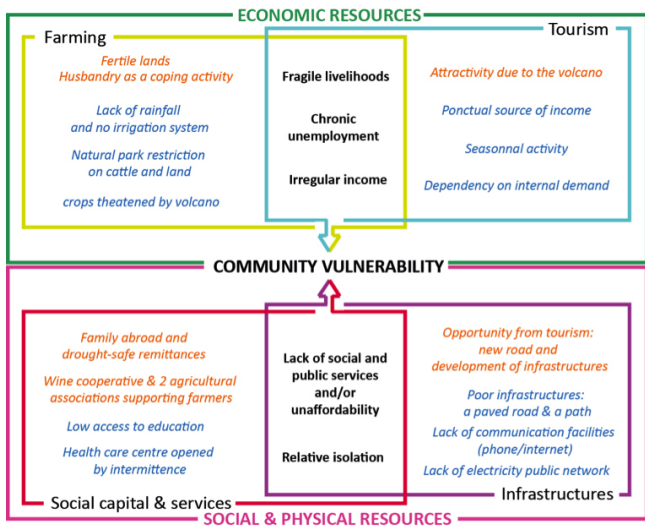 ECONOMIC RESOURCES
Farming
Fertile lands
Husbandry as a coping activity
Lack of rainfall
and no irrigation system
Natural park restriction
on cattle and land
crops theatened by volcano
Fragile livelihoods
Chronic
unemployment
Irregular income
Tourism
Attractivity due to the volcano
Ponctual source of income
Seasonnal activity
Dependency on internal demand
COMMUNITY VULNERABILITY
Family abroad and
drought-safe remittances
Wine cooperative & 2 agricultural
associations supporting farmers
Low access to education
Health care centre opened
by intermittence
Social capital & services
Lack of social and
public services
and/or
unaffordability
Relative isolation
Opportunity from tourism:
new road and
development of infrastructures
Poor infrastructures:
a paved road & a path
Lack of communication facilities
(phone/internet)
Lack of electricity public network
Infrastructures
SOCIAL & PHYSICAL RESOURCES